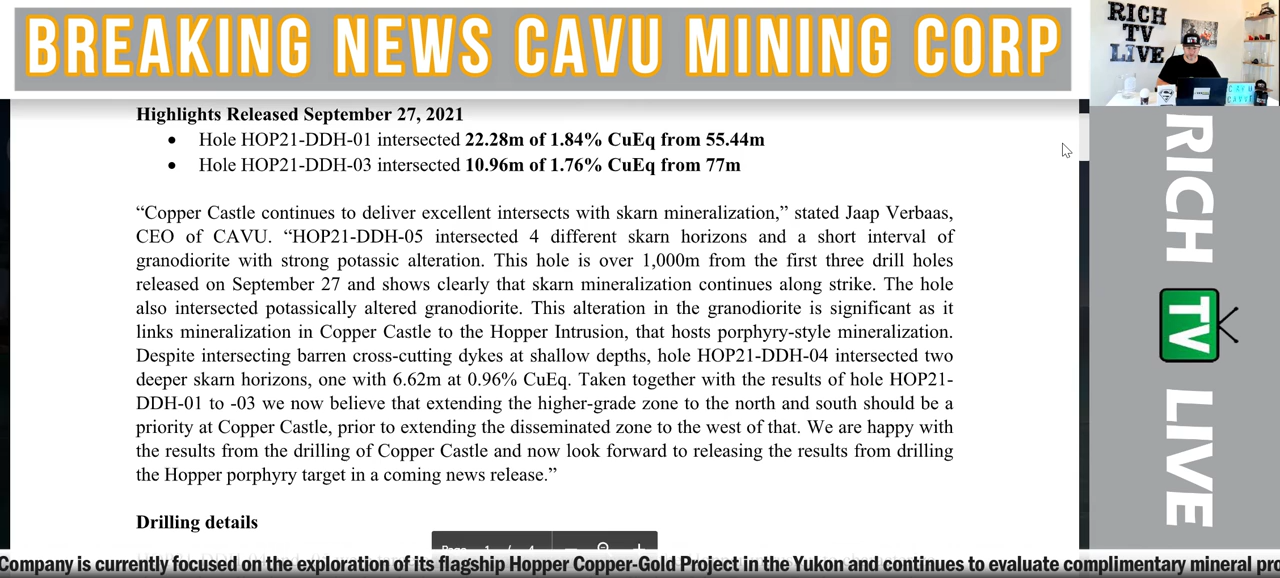 BREAKING NEWS CAVU MINING CORP
RICH
TV
LIVE
Highlights Released September 27, 2021
• Hole HOP21-DDH-01 intersected 22.28m of 1.84% CuEq from 55.44m
• Hole HOP21-DDH-03 intersected 10.96m of 1.76% CuEq from 77m
“Copper Castle continues to deliver excellent intersects with skarn mineralization,” stated Jaap Verbaas,
CEO of CAVU. “HOP21-DDH-05 intersected 4 different skarn horizons and a short interval of
granodiorite with strong potassic alteration. This hole is over 1,000m from the first three drill holes
released on September 27 and shows clearly that skarn mineralization continues along strike. The hole
also intersected potassically altered granodiorite. This alteration in the granodiorite is significant as it
links mineralization in Copper Castle to the Hopper Intrusion, that hosts porphyry-style mineralization.
Despite intersecting barren cross-cutting dykes at shallow depths, hole HOP21-DDH-04 intersected two
deeper skarn horizons, one with 6.62m at 0.96% CuEq. Taken together with the results of hole HOP21-
DDH-01 to -03 we now believe that extending the higher-grade zone to the north and south should be a
priority at Copper Castle, prior to extending the disseminated zone to the west of that. We are happy with
the results from the drilling of Copper Castle and now look forward to releasing the results from drilling
the Hopper porphyry target in a coming news release.”
Drilling details
RICH TV LIVE
Company is currently focused on the exploration of its flagship Hopper Copper-Gold Project in the Yukon and continues to evaluate complimentary mineral pro